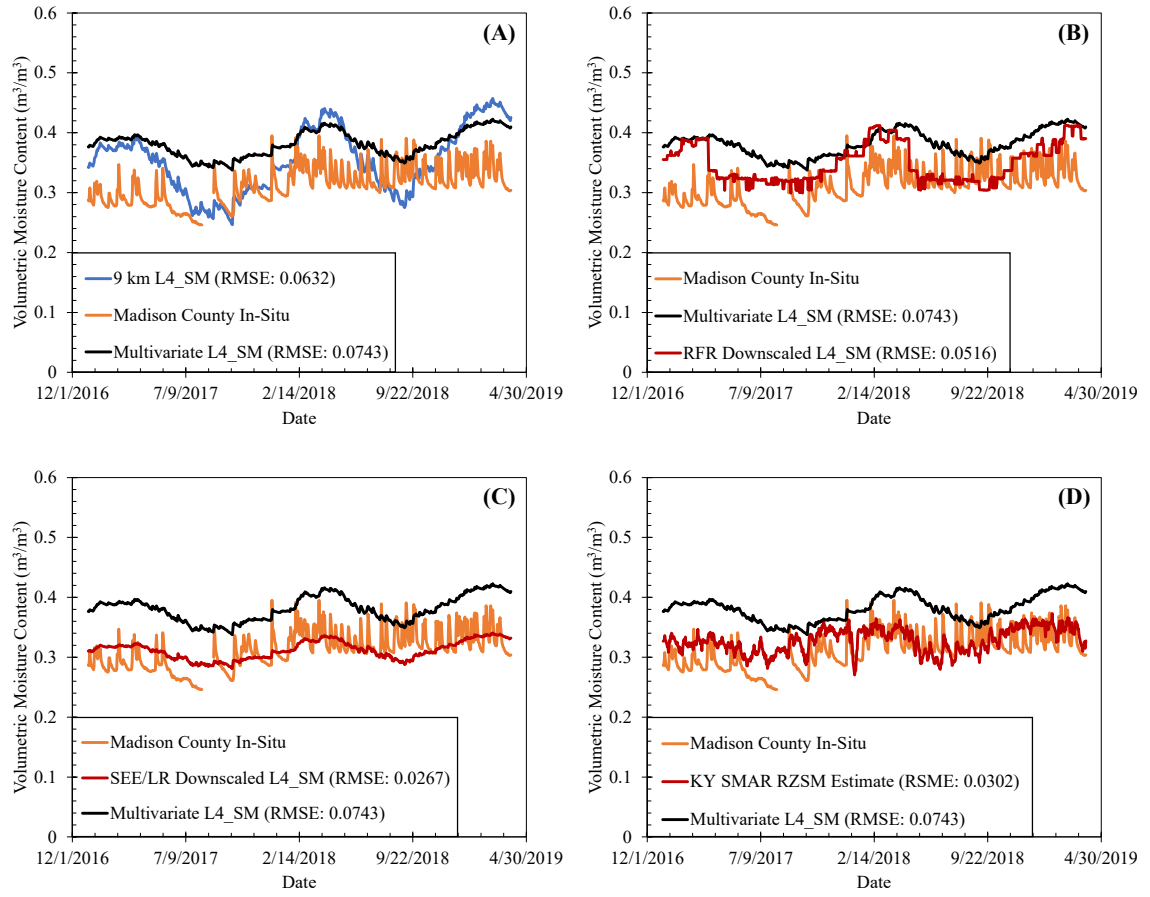 (A)
Volumetric Moisture Content (m³/m³)
0.6
0.5
0.4
0.3
0.2
0.1
0
9 km L4_SM (RMSE: 0.0632)
Madison County In-Situ
Multivariate L4_SM (RMSE: 0.0743)
12/1/2016 7/9/2017 2/14/2018 9/22/2018 4/30/2019
Date
(B)
Volumetric Moisture Content (m³/m³)
0.6
0.5
0.4
0.3
0.2
0.1
0
Madison County In-Situ
Multivariate L4_SM (RMSE: 0.0743)
RFR Downscaled L4_SM (RMSE: 0.0516)
12/1/2016 7/9/2017 2/14/2018 9/22/2018 4/30/2019
Date
(C)
Volumetric Moisture Content (m³/m³)
0.6
0.5
0.4
0.3
0.2
0.1
0
Madison County In-Situ
SEE/LR Downscaled L4_SM (RMSE: 0.0267)
Multivariate L4_SM (RMSE: 0.0743)
12/1/2016 7/9/2017 2/14/2018 9/22/2018 4/30/2019
Date
(D)
Volumetric Moisture Content (m³/m³)
0.6
0.5
0.4
0.3
0.2
0.1
0
Madison County In-Situ
KY SMAR RZSM Estimate (RSME: 0.0302)
Multivariate L4_SM (RMSE: 0.0743)
12/1/2016 7/9/2017 2/14/2018 9/22/2018 4/30/2019
Date